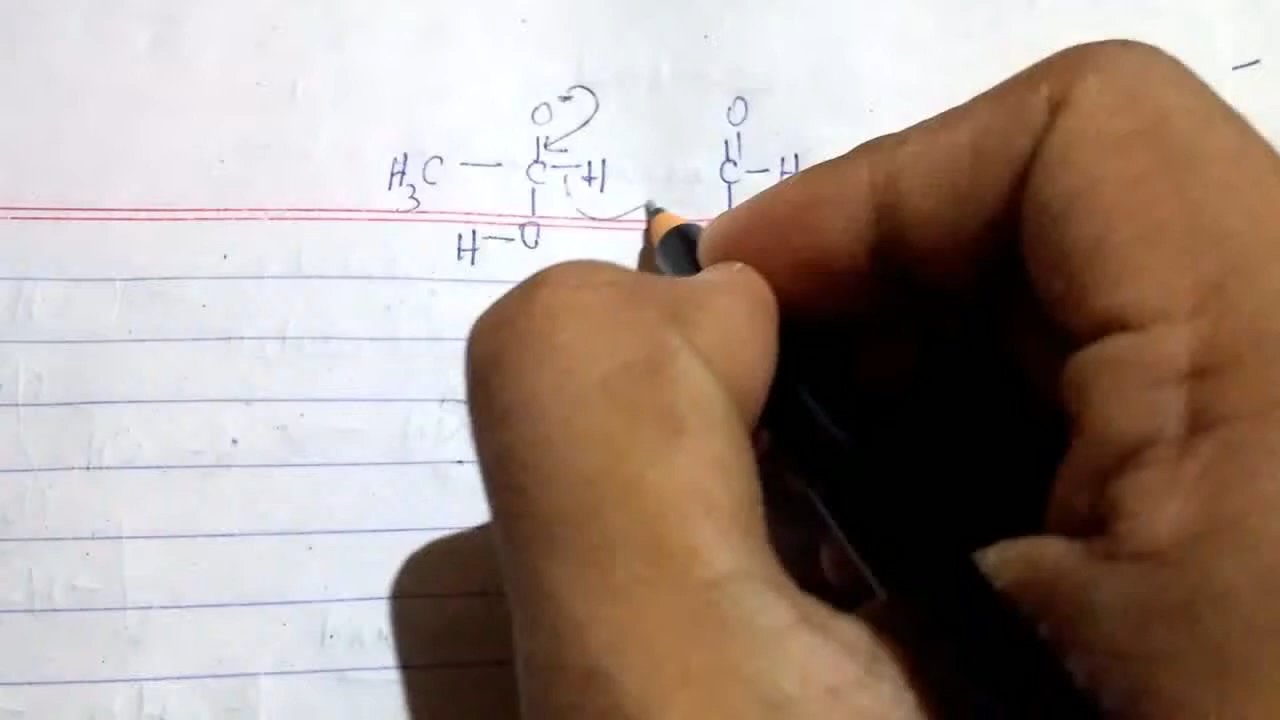 O⁻ O
H₃C — C — H C — H
H — O